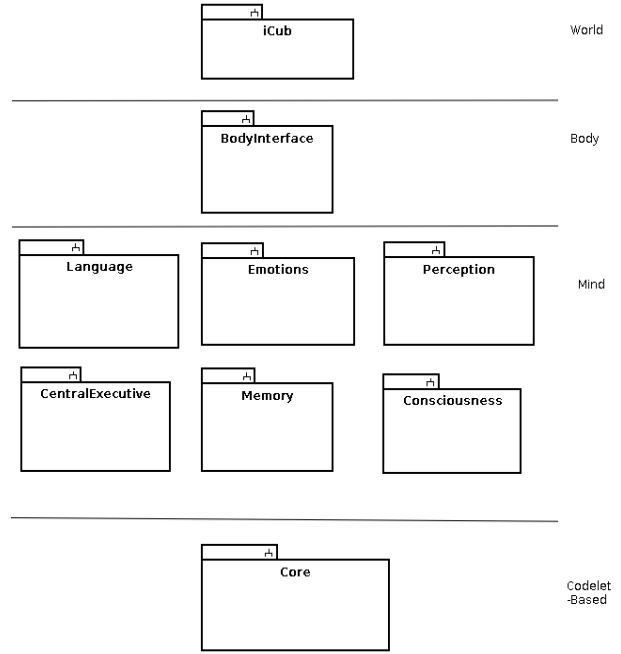 iCub
World
BodyInterface
Body
Language
Emotions
Perception
Mind
CentralExecutive
Memory
Consciousness
Core
Codelet
-Based